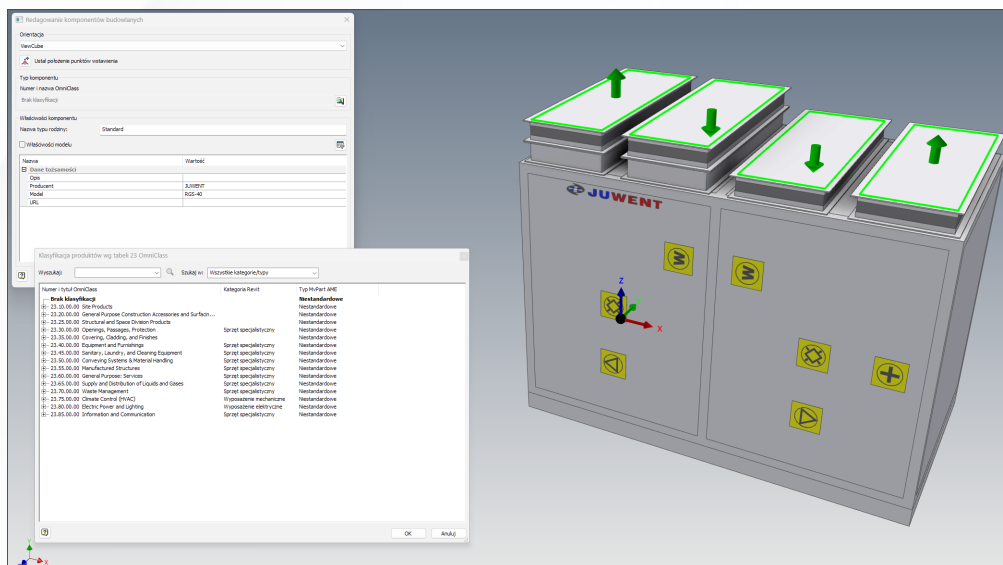 Redagowanie komponentów budowlanych
Orientacja
ViewCube
Ustal położenie punktów wstawienia
Typ komponentu
Numer i nazwa OmniClass
Brak klasyfikacji
Właściwości komponentu
Nazwa typu rodziny: Standard
Właściwości modelu
Nazwa Wartość
Dane tożsamości
Opis
Producent JUWENT
Model RGS-40
URL
Klasyfikacja produktów wg tabeli 23 OmniClass
Wyszukaj: Szukaj w: Wszystkie kategorie/typy
Numer i tytuł OmniClass Kategoria Revit Typ MvPart AME
Brak klasyfikacji Niestandardowe
23.10.00.00 Site Products Niestandardowe
23.20.00.00 General Purpose Construction Accessories and Surfacin... Niestandardowe
23.25.00.00 Structural and Space Division Products Niestandardowe
23.30.00.00 Openings, Passages, Protection Sprzęt specjalistyczny Niestandardowe
23.35.00.00 Covering, Cladding, and Finishes Niestandardowe
23.40.00.00 Equipment and Furnishings Sprzęt specjalistyczny Niestandardowe
23.45.00.00 Sanitary, Laundry, and Cleaning Equipment Sprzęt specjalistyczny Niestandardowe
23.50.00.00 Conveying Systems & Material Handling Sprzęt specjalistyczny Niestandardowe
23.55.00.00 Manufactured Structures Sprzęt specjalistyczny Niestandardowe
23.60.00.00 General Purpose: Services Sprzęt specjalistyczny Niestandardowe
23.65.00.00 Supply and Distribution of Liquids and Gases Sprzęt specjalistyczny Niestandardowe
23.70.00.00 Waste Management Sprzęt specjalistyczny Niestandardowe
23.75.00.00 Climate Control (HVAC) Wyposażenie mechaniczne Niestandardowe
23.80.00.00 Electric Power and Lighting Wyposażenie elektryczne Niestandardowe
23.85.00.00 Information and Communication Sprzęt specjalistyczny Niestandardowe
OK Anuluj
JUWENT
Z
X
Y
X